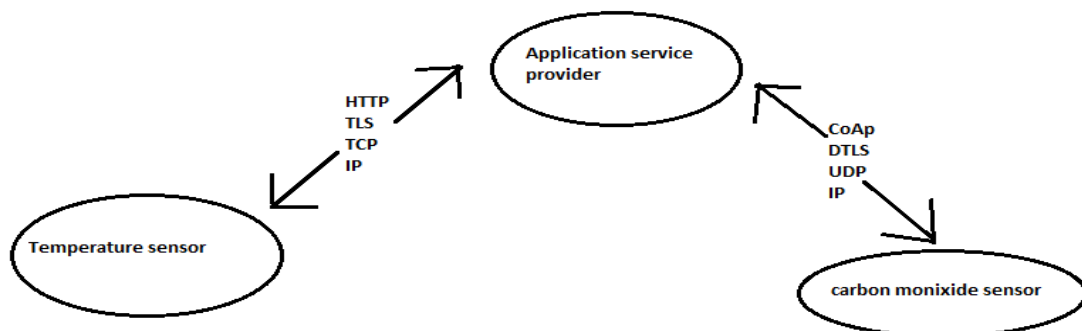 Application service
provider
HTTP
TLS
TCP
IP
CoAp
DTLS
UDP
IP
Temperature sensor
carbon monixide sensor